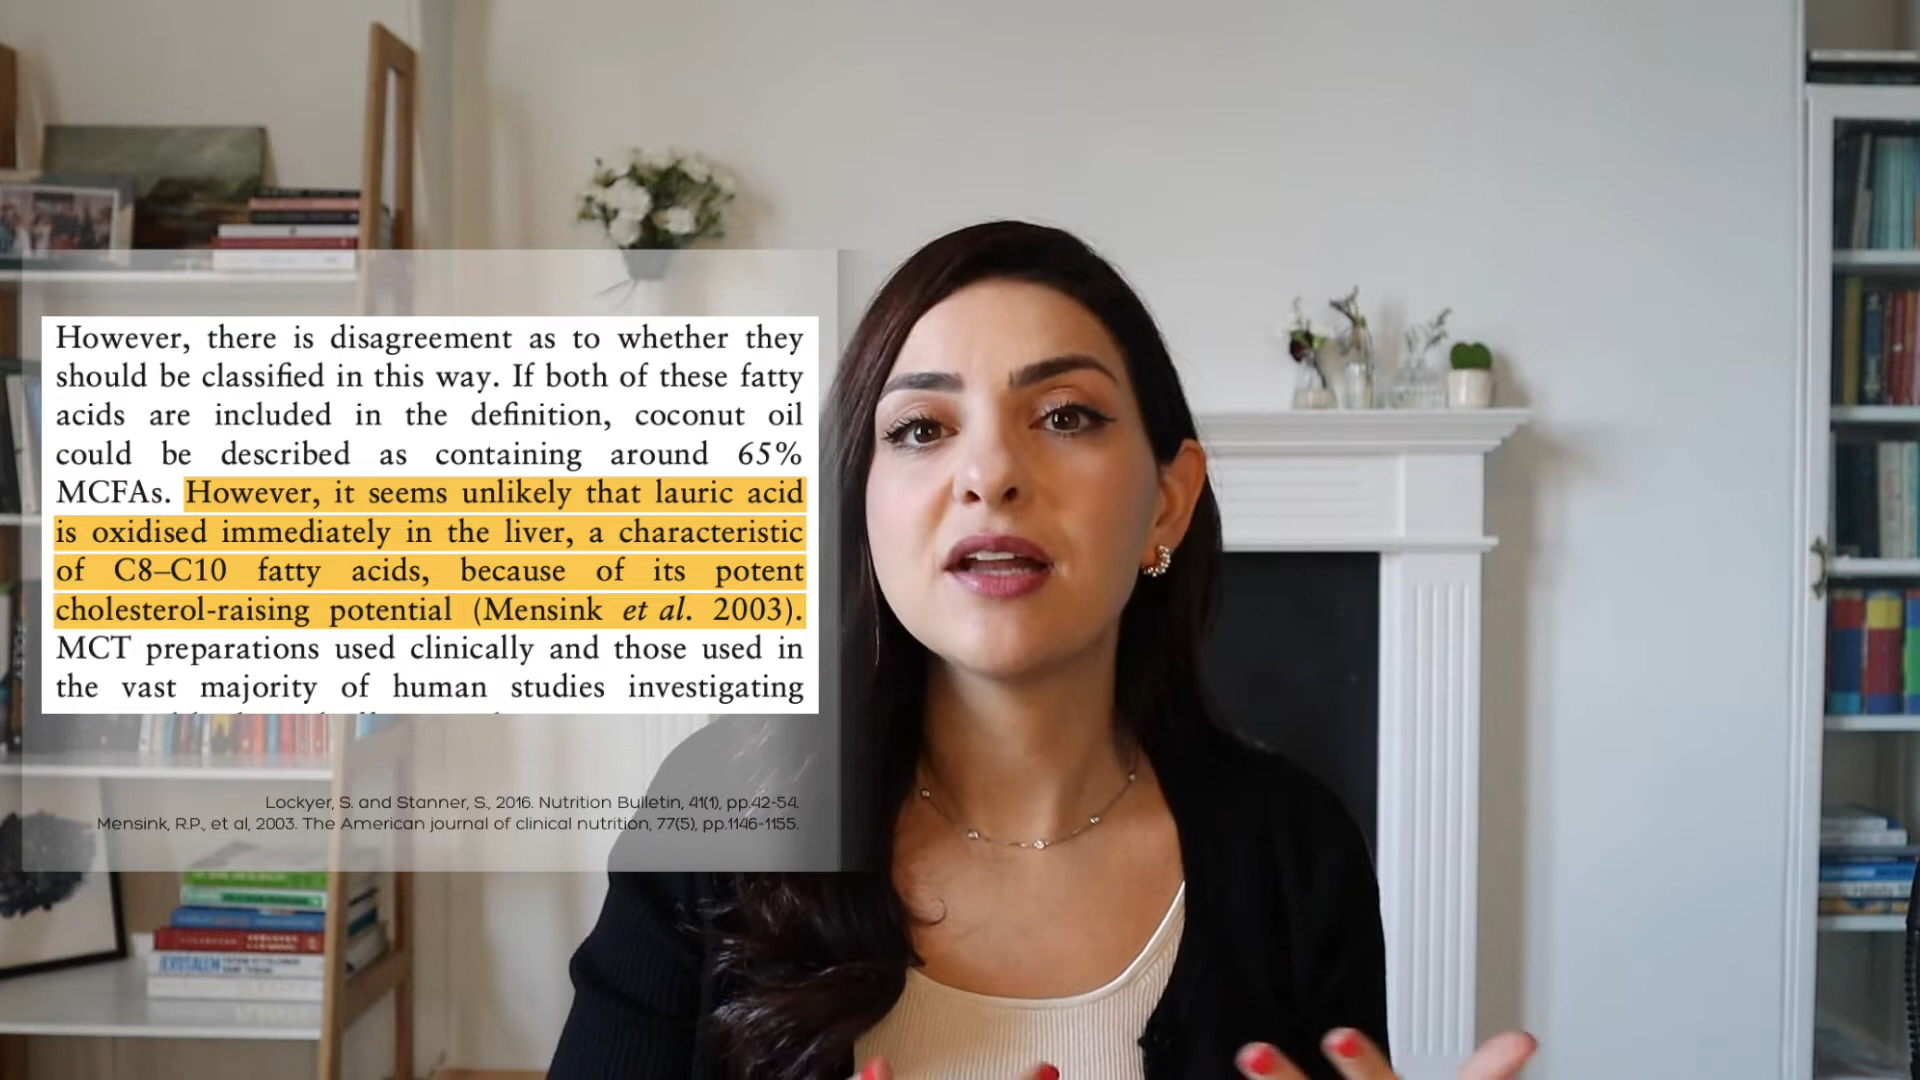 However, there is disagreement as to whether they
should be classified in this way. If both of these fatty
acids are included in the definition, coconut oil
could be described as containing around 65%
MCFAs. However, it seems unlikely that lauric acid
is oxidised immediately in the liver, a characteristic
of C8–C10 fatty acids, because of its potent
cholesterol-raising potential (Mensink et al. 2003).
MCT preparations used clinically and those used in
the vast majority of human studies investigating
Lockyer, S. and Stanner, S., 2016. Nutrition Bulletin, 41(1), pp.42-54.
Mensink, R.P., et al, 2003. The American journal of clinical nutrition, 77(5), pp.1146-1155.
JERUSALEM